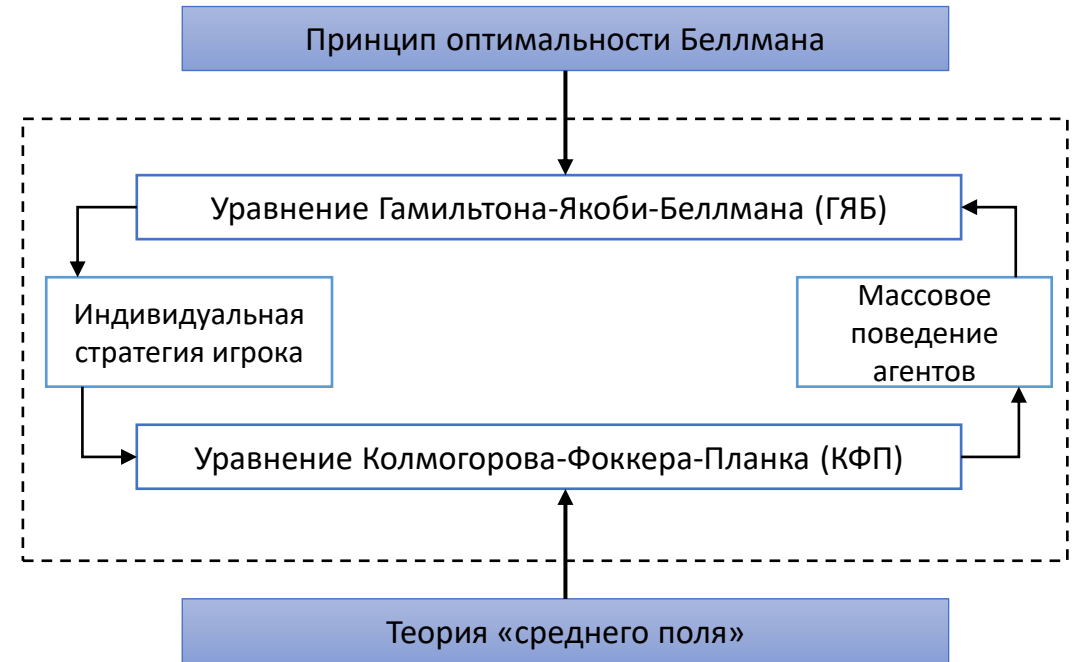 Принцип оптимальности Беллмана
Уравнение Гамильтона-Якоби-Беллмана (ГЯБ)
Индивидуальная
стратегия игрока
Массовое
поведение
агентов
Уравнение Колмогорова-Фоккера-Планка (КФП)
Теория «среднего поля»